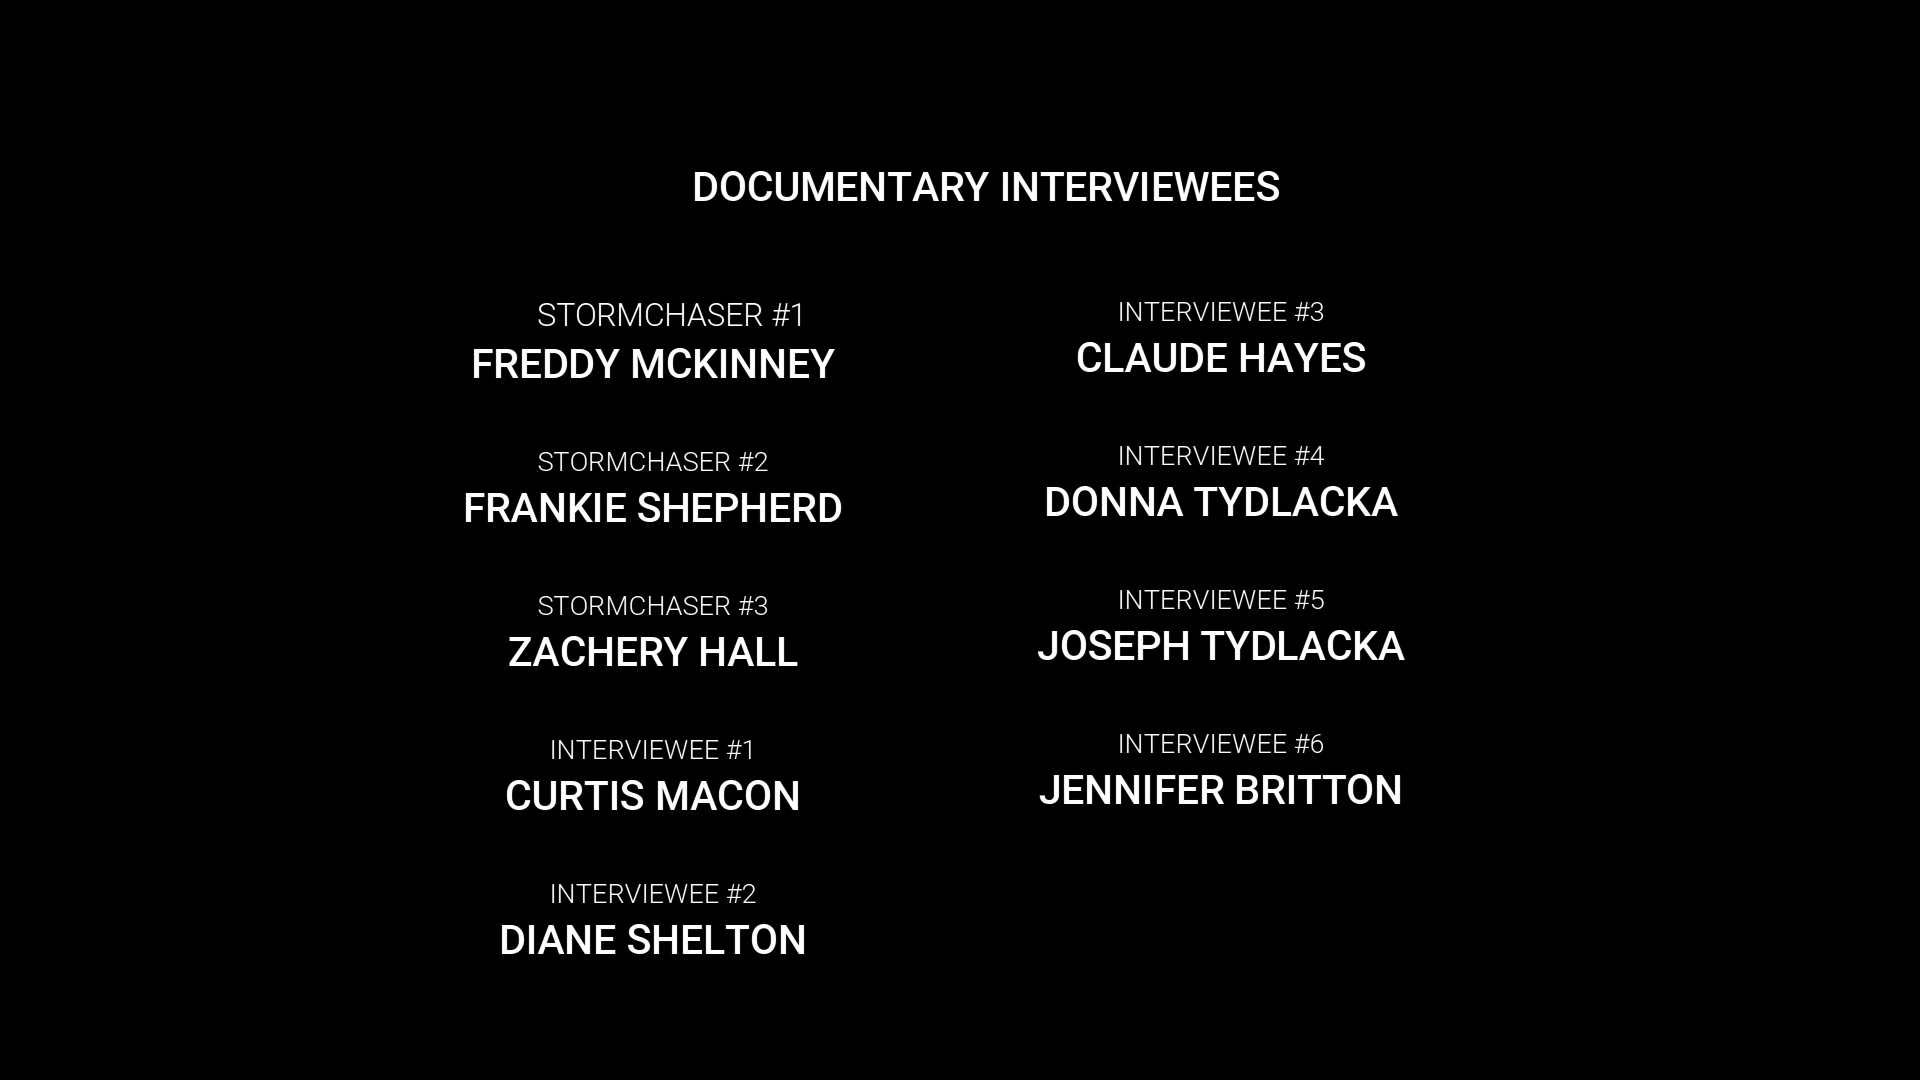 DOCUMENTARY INTERVIEWEES
STORMCHASER #1
FREDDY MCKINNEY
STORMCHASER #2
FRANKIE SHEPHERD
STORMCHASER #3
ZACHERY HALL
INTERVIEWEE #1
CURTIS MACON
INTERVIEWEE #2
DIANE SHELTON
INTERVIEWEE #3
CLAUDE HAYES
INTERVIEWEE #4
DONNA TYDLACKA
INTERVIEWEE #5
JOSEPH TYDLACKA
INTERVIEWEE #6
JENNIFER BRITTON